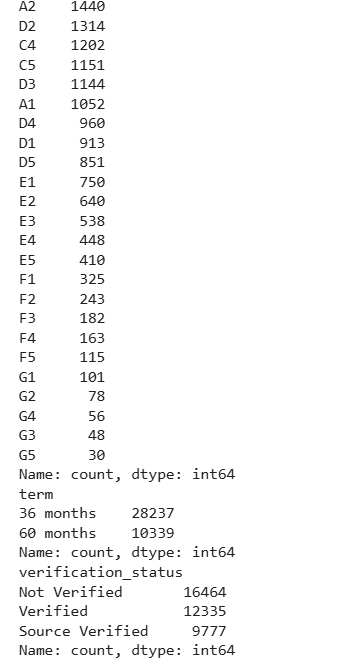 A2    1440
D2    1314
C4    1202
C5    1151
D3    1144
A1    1052
D4     960
D1     913
D5     851
E1     750
E2     640
E3     538
E4     448
E5     410
F1     325
F2     243
F3     182
F4     163
F5     115
G1     101
G2      78
G4      56
G3      48
G5      30
Name: count, dtype: int64
term
36 months    28237
60 months    10339
Name: count, dtype: int64
verification_status
Not Verified       16464
Verified           12335
Source Verified     9777
Name: count, dtype: int64